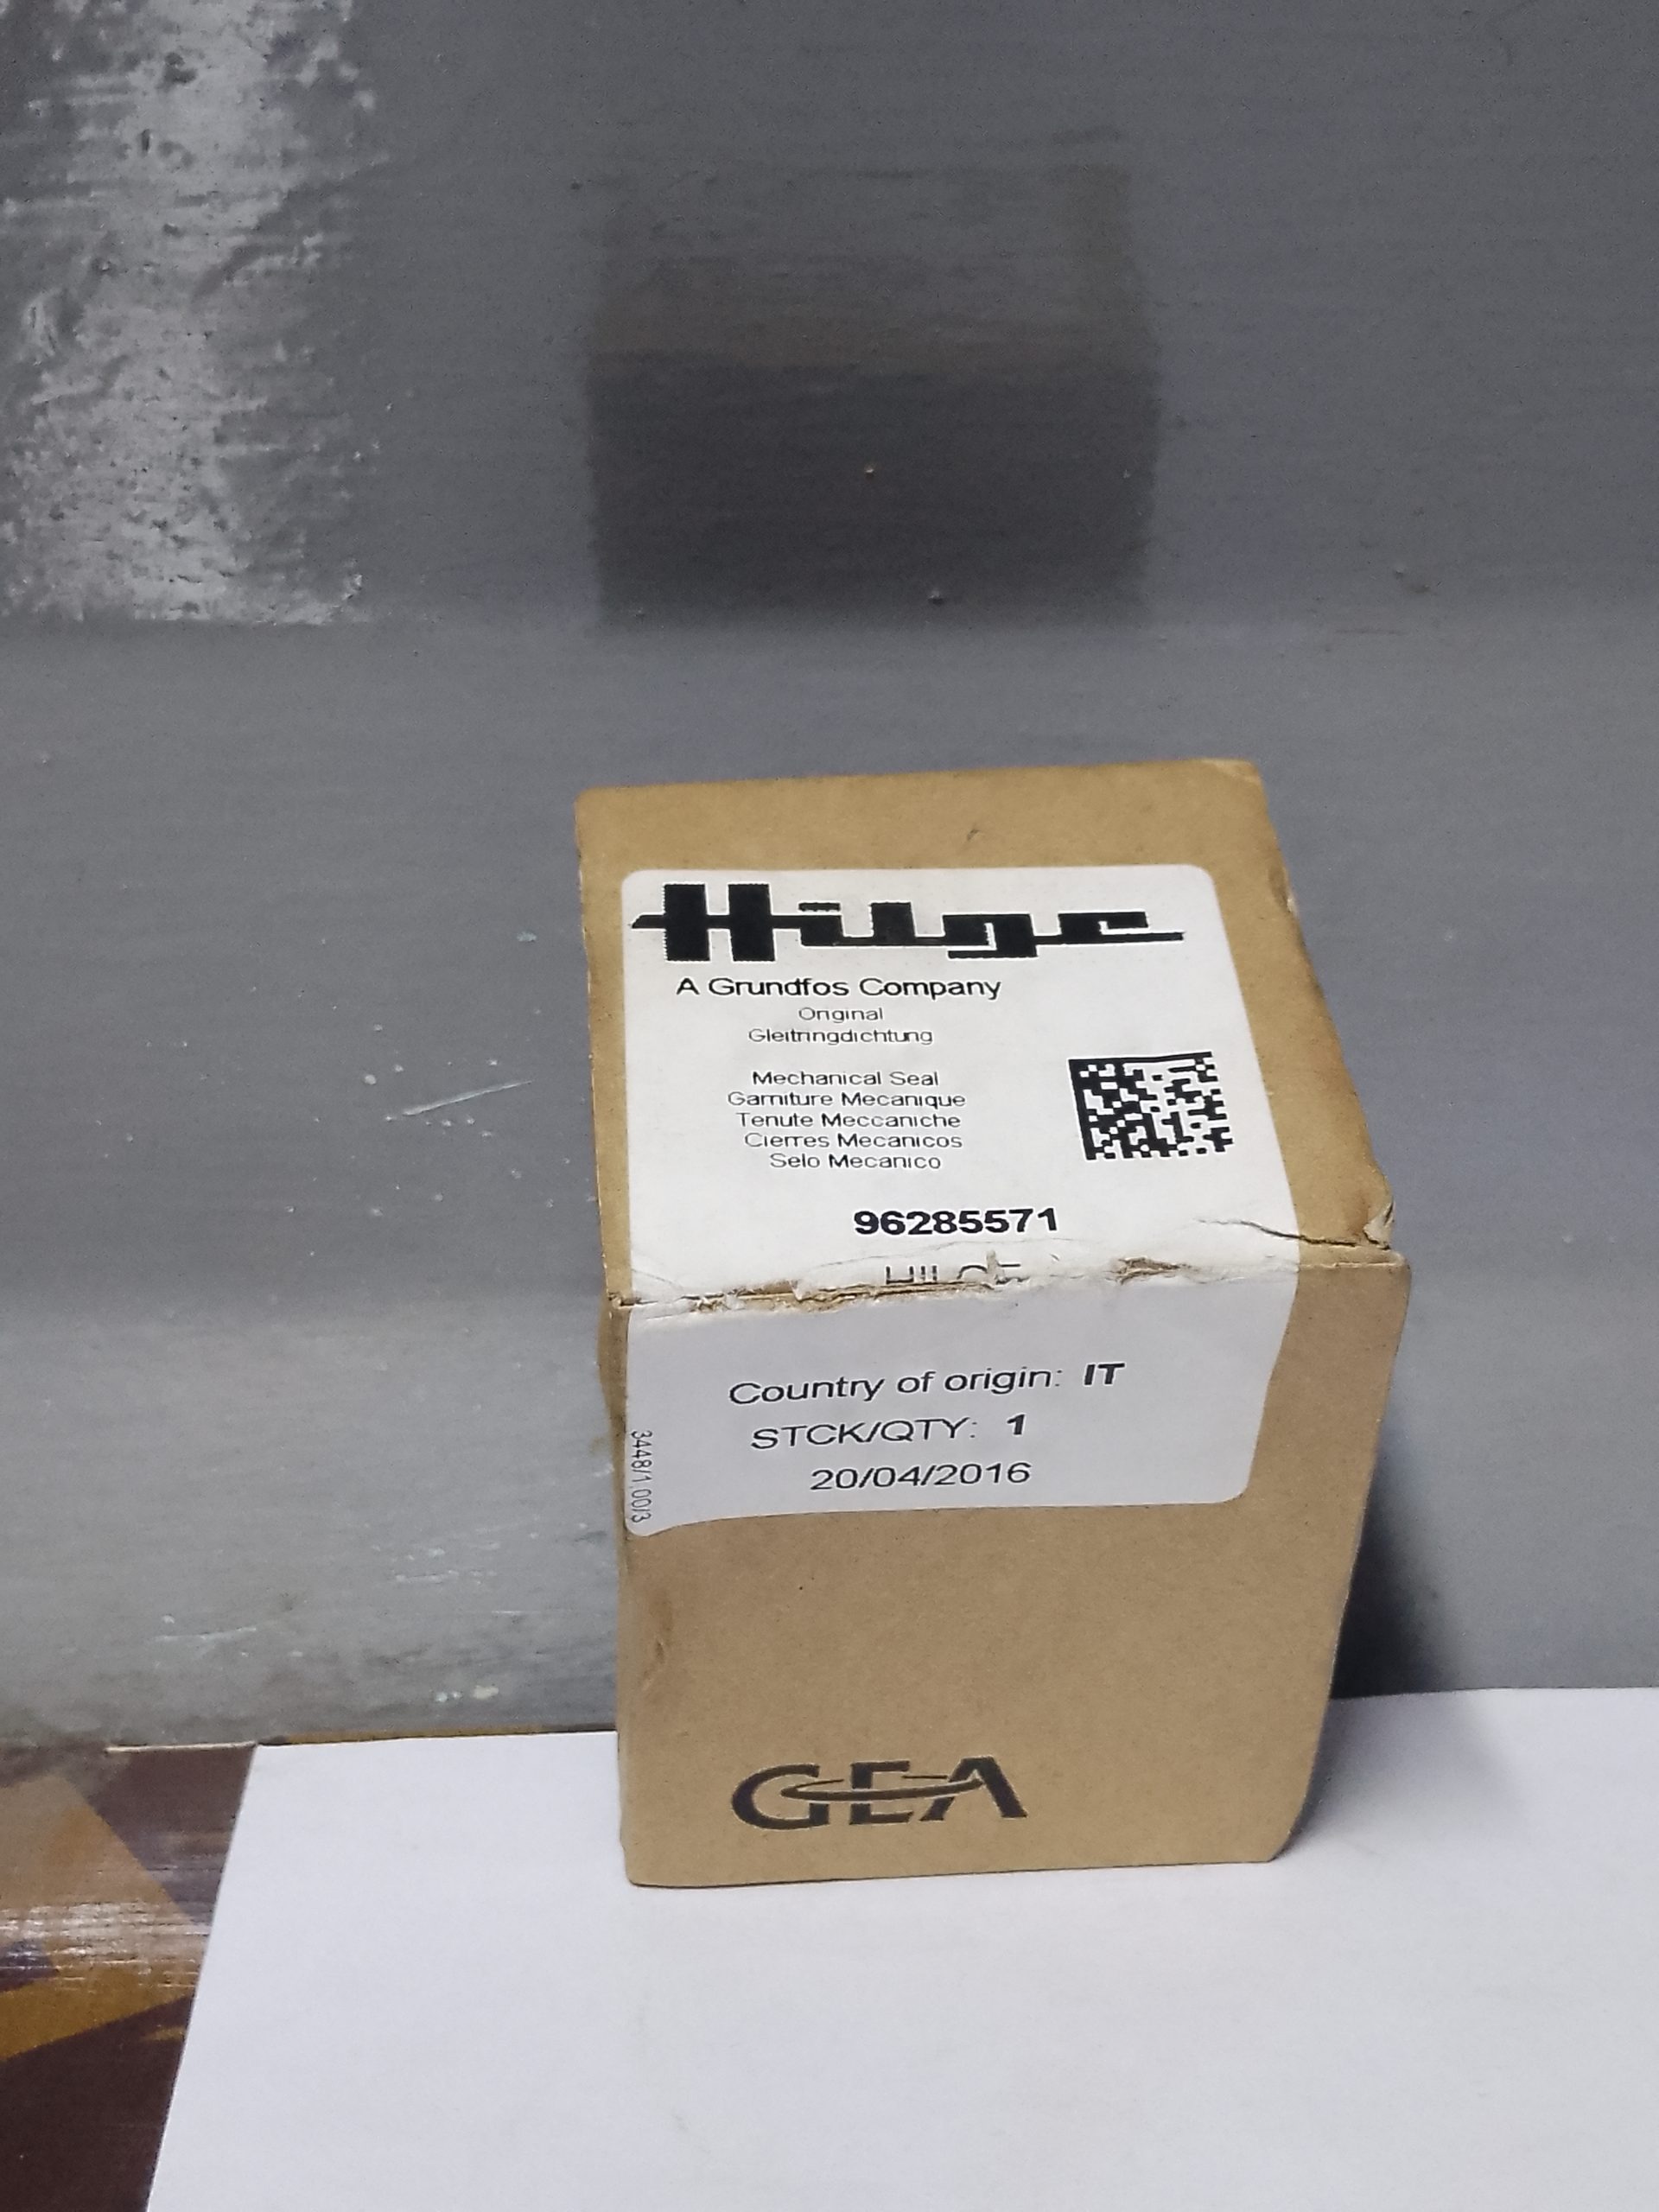 Hilge
A Grundfos Company
Original
Gleitringdichtung
Mechanical Seal
Garniture Mecanique
Tenute Meccaniche
Cierres Mecanicos
Selo Mecanico
96285571
HILGE
Country of origin: IT
STCK/QTY: 1
20/04/2016
3448/1.00/3
GEA